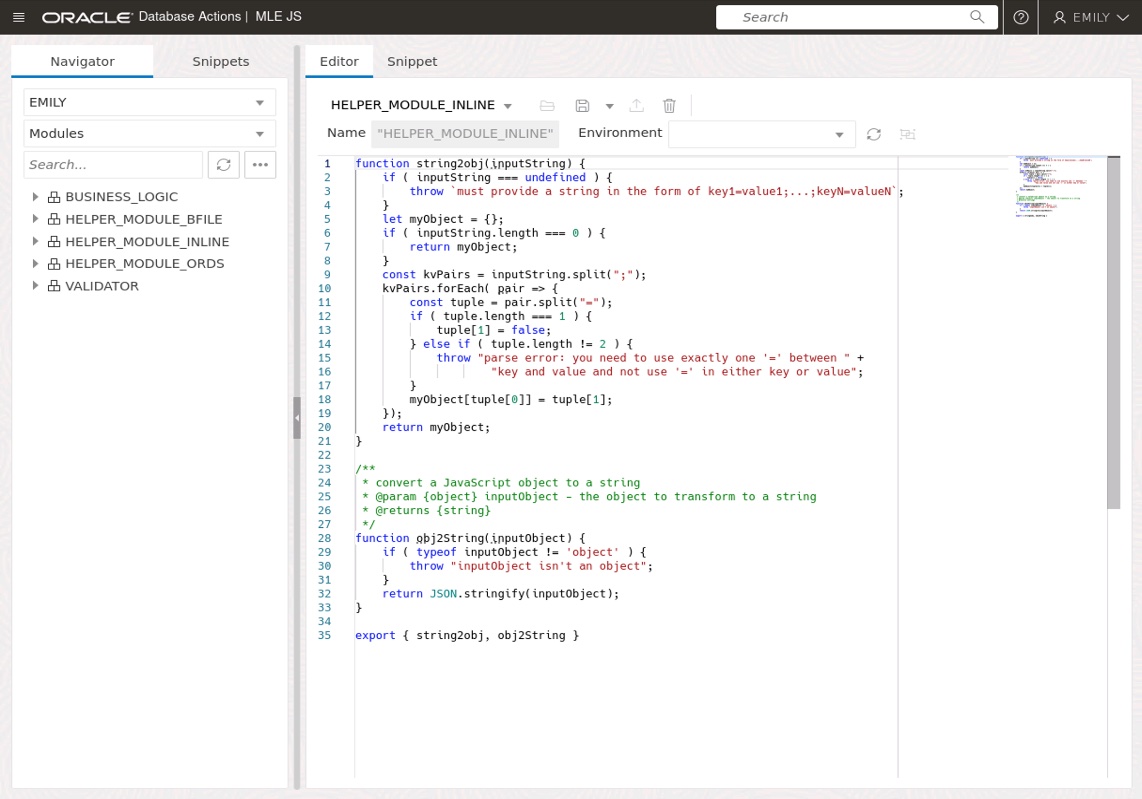 ORACLE Database Actions | MLE JS
Search
EMILY
Navigator
Snippets
EMILY
Modules
Search...
BUSINESS_LOGIC
HELPER_MODULE_BFILE
HELPER_MODULE_INLINE
HELPER_MODULE_ORDS
VALIDATOR
Editor
Snippet
HELPER_MODULE_INLINE
Name "HELPER_MODULE_INLINE" Environment
1 function string2obj(inputString) {
2     if ( inputString === undefined ) {
3         throw `must provide a string in the form of key1=value1;...;keyN=valueN`;
4     }
5     let myObject = {};
6     if ( inputString.length === 0 ) {
7         return myObject;
8     }
9     const kvPairs = inputString.split(";");
10     kvPairs.forEach( pair => {
11         const tuple = pair.split("=");
12         if ( tuple.length === 1 ) {
13             tuple[1] = false;
14         } else if ( tuple.length != 2 ) {
15             throw "parse error: you need to use exactly one '=' between " +
16                     "key and value and not use '=' in either key or value";
17         }
18         myObject[tuple[0]] = tuple[1];
19     });
20     return myObject;
21 }
22
23 /**
24  * convert a JavaScript object to a string
25  * @param {object} inputObject - the object to transform to a string
26  * @returns {string}
27  */
28 function obj2String(inputObject) {
29     if ( typeof inputObject != 'object' ) {
30         throw "inputObject isn't an object";
31     }
32     return JSON.stringify(inputObject);
33 }
34
35 export { string2obj, obj2String }